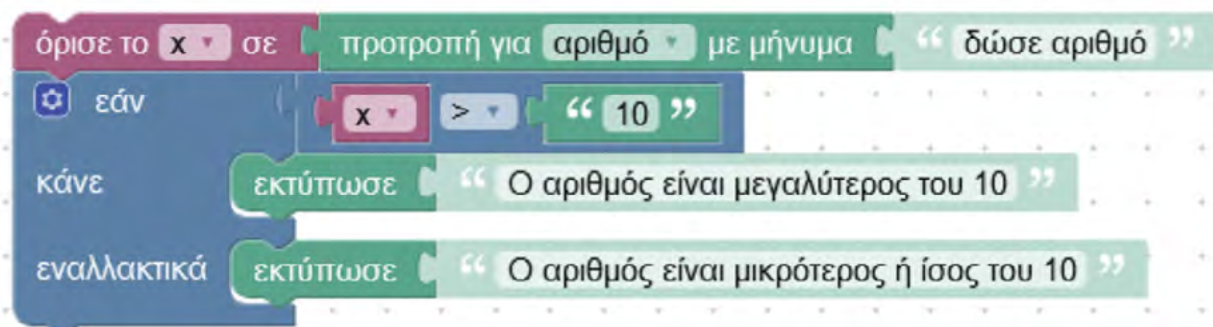 όρισε το x σε προτροπή για αριθμό με μήνυμα “ δώσε αριθμό ”
εάν x > “ 10 ”
κάνε εκτύπωσε “ Ο αριθμός είναι μεγαλύτερος του 10 ”
εναλλακτικά εκτύπωσε “ Ο αριθμός είναι μικρότερος ή ίσος του 10 ”